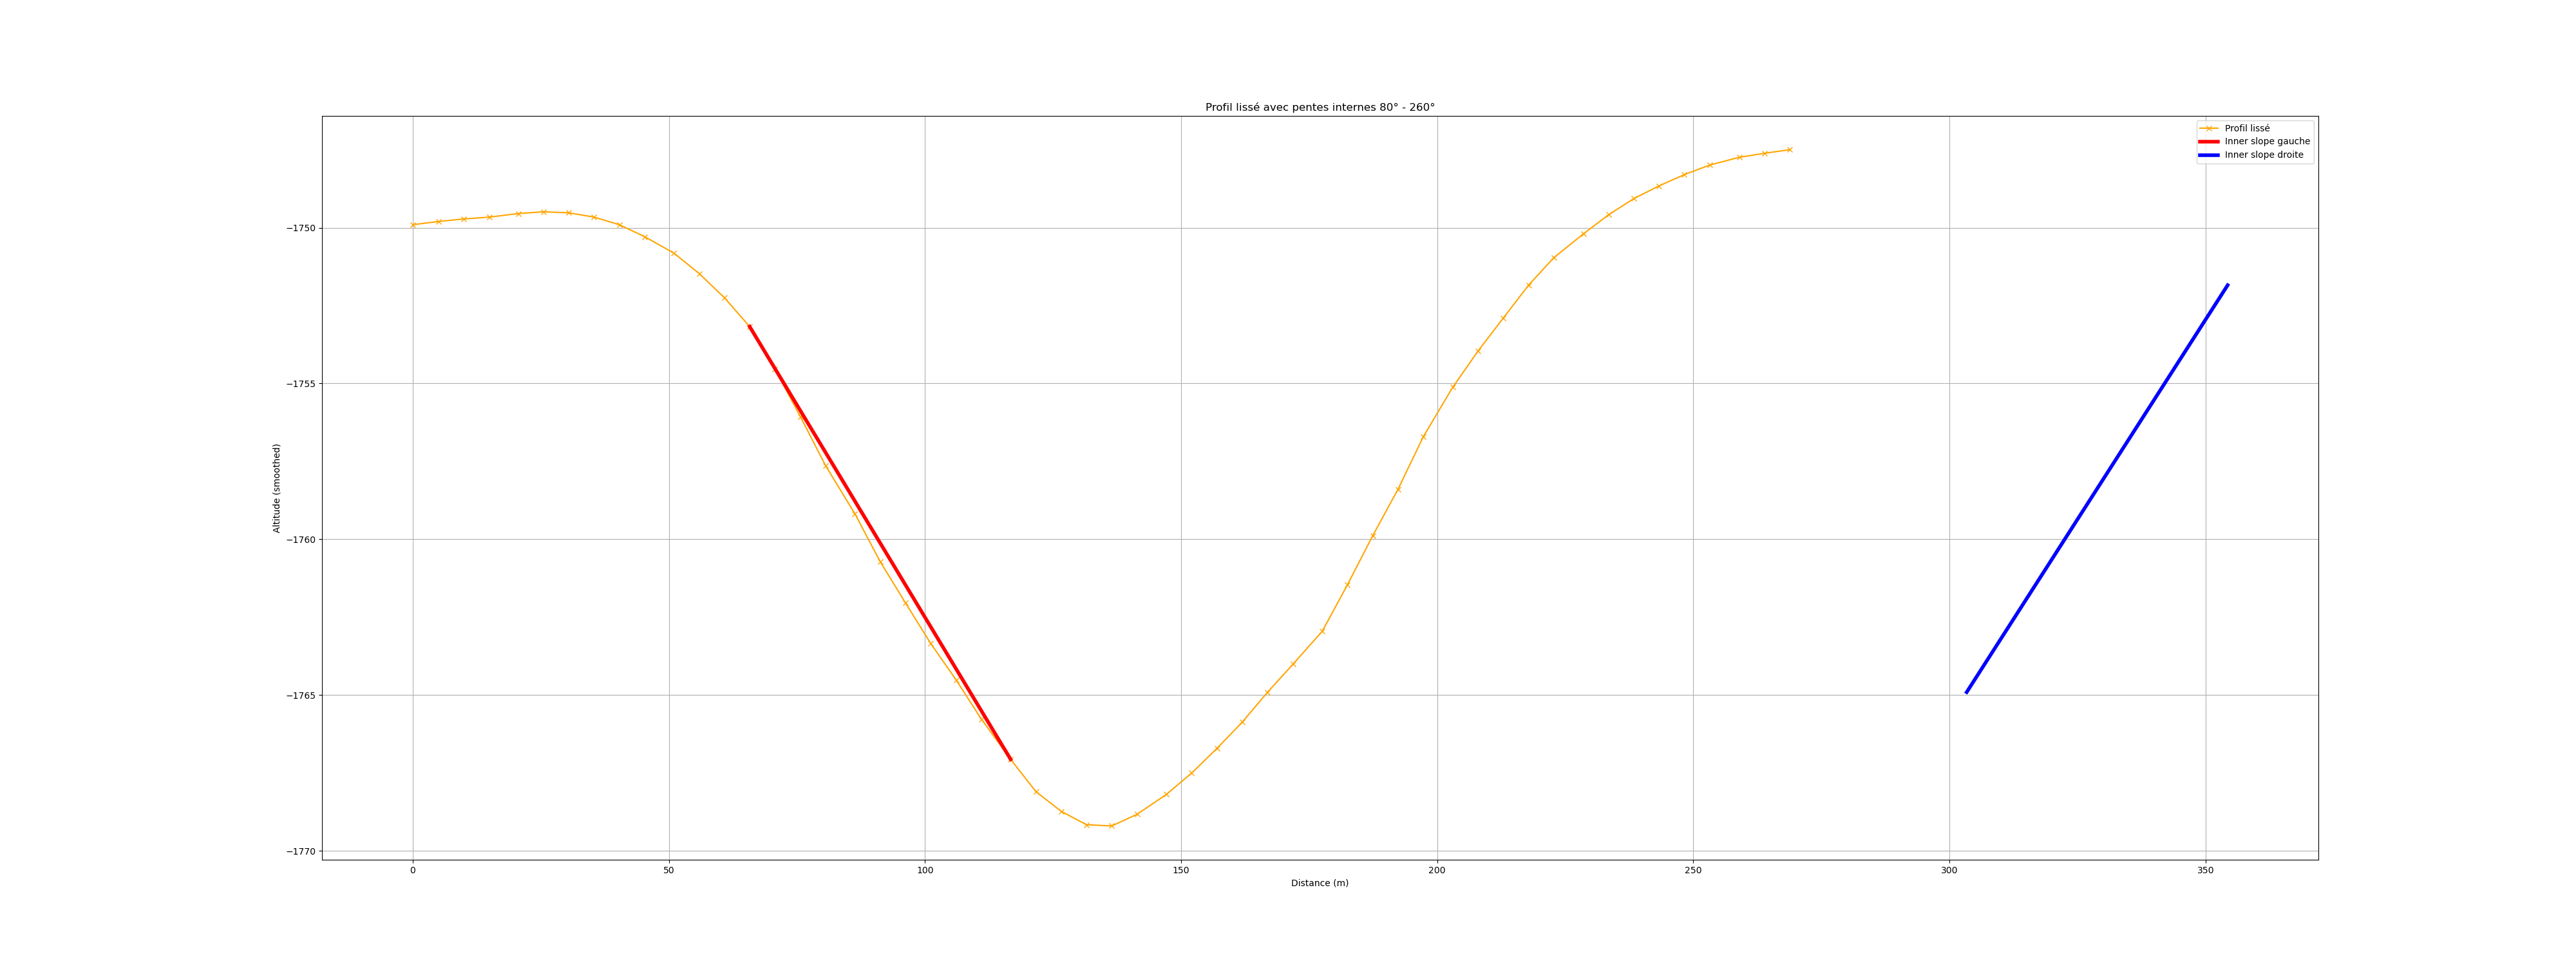 Profil lissé avec pentes internes 80° - 260°
Profil lissé
Inner slope gauche
Inner slope droite
−1750
−1755
−1760
−1765
−1770
Altitude (smoothed)
0
50
100
150
200
250
300
350
Distance (m)